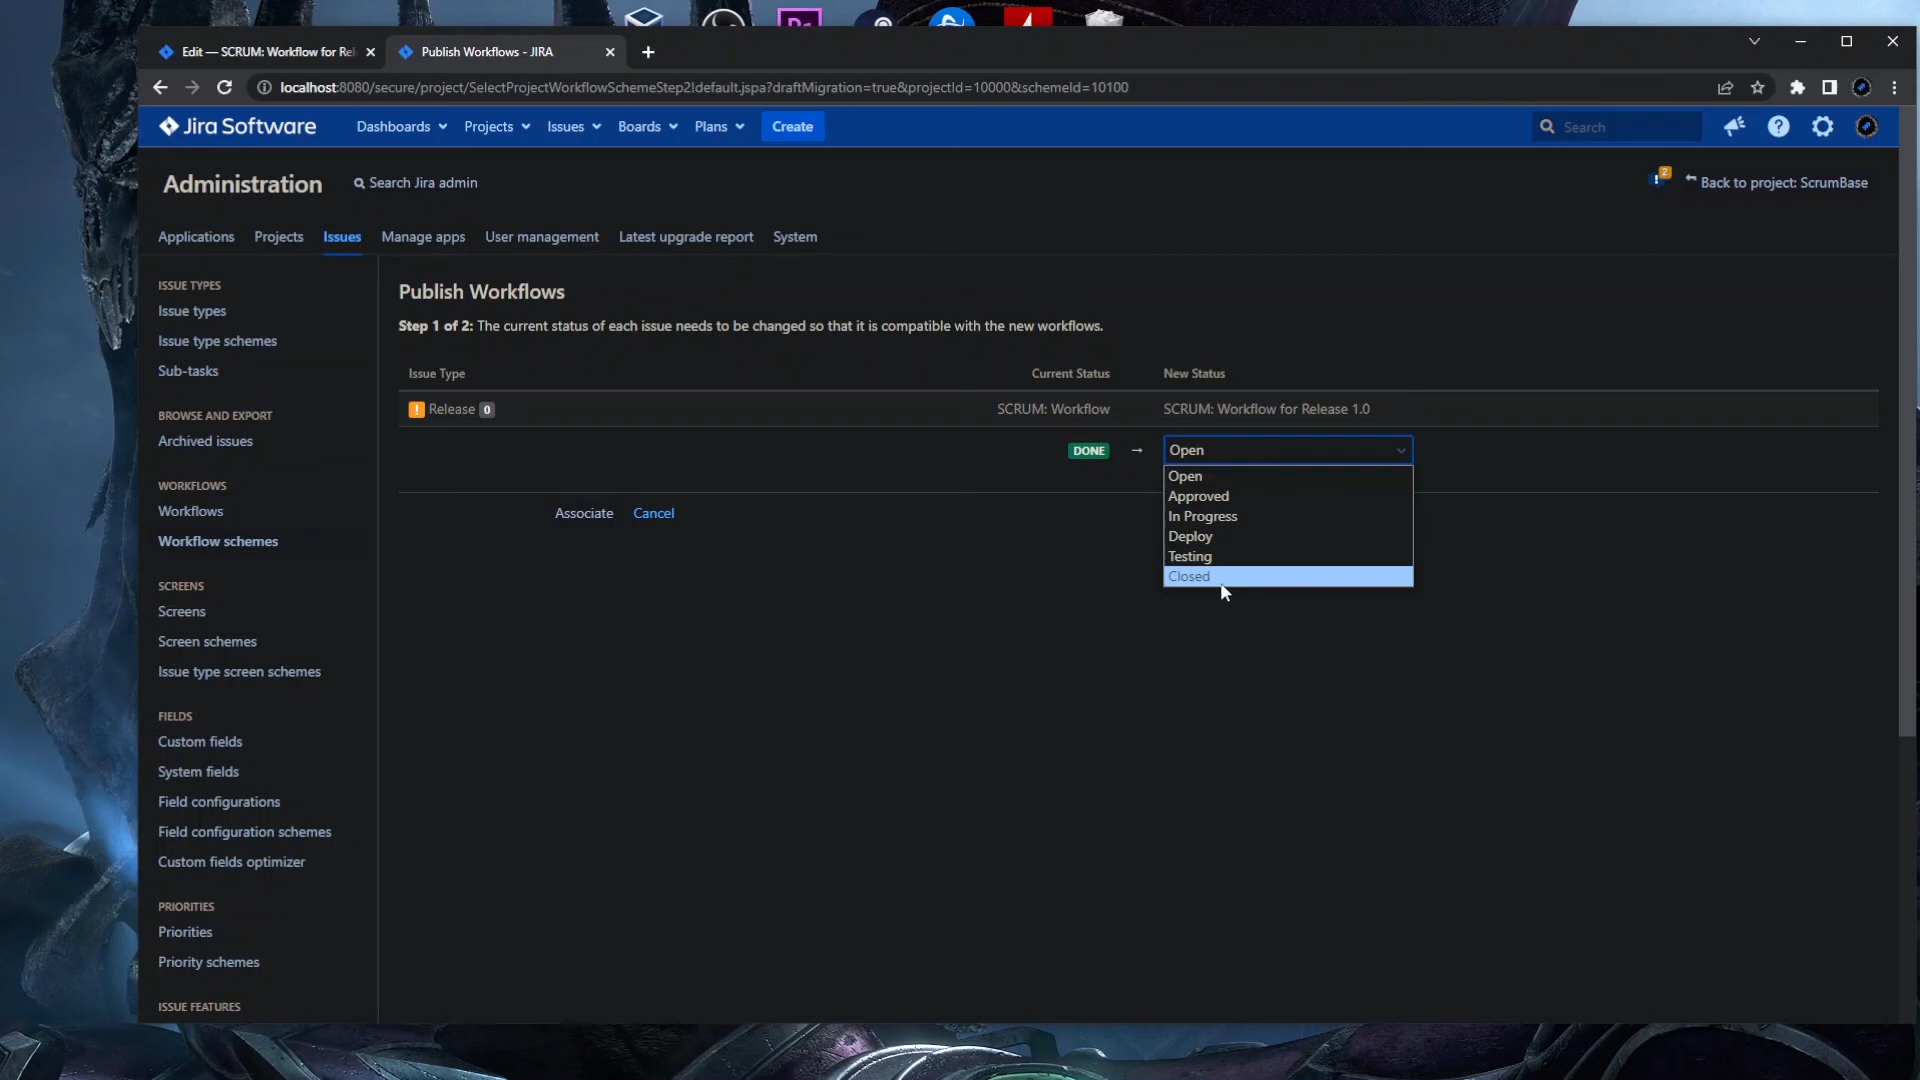 Edit — SCRUM: Workflow for Rel
Publish Workflows - JIRA
localhost:8080/secure/project/SelectProjectWorkflowSchemeStep2!default.jspa?draftMigration=true&projectId=10000&schemeId=10100
Jira Software
Dashboards
Projects
Issues
Boards
Plans
Create
Search
Administration
Search Jira admin
2
Back to project: ScrumBase
Applications
Projects
Issues
Manage apps
User management
Latest upgrade report
System
ISSUE TYPES
Issue types
Issue type schemes
Sub-tasks
BROWSE AND EXPORT
Archived issues
WORKFLOWS
Workflows
Workflow schemes
SCREENS
Screens
Screen schemes
Issue type screen schemes
FIELDS
Custom fields
System fields
Field configurations
Field configuration schemes
Custom fields optimizer
PRIORITIES
Priorities
Priority schemes
ISSUE FEATURES
Publish Workflows
Step 1 of 2: The current status of each issue needs to be changed so that it is compatible with the new workflows.
Issue Type
Current Status
New Status
Release 0
SCRUM: Workflow
SCRUM: Workflow for Release 1.0
DONE → Open
Open
Approved
In Progress
Deploy
Testing
Closed
Associate
Cancel